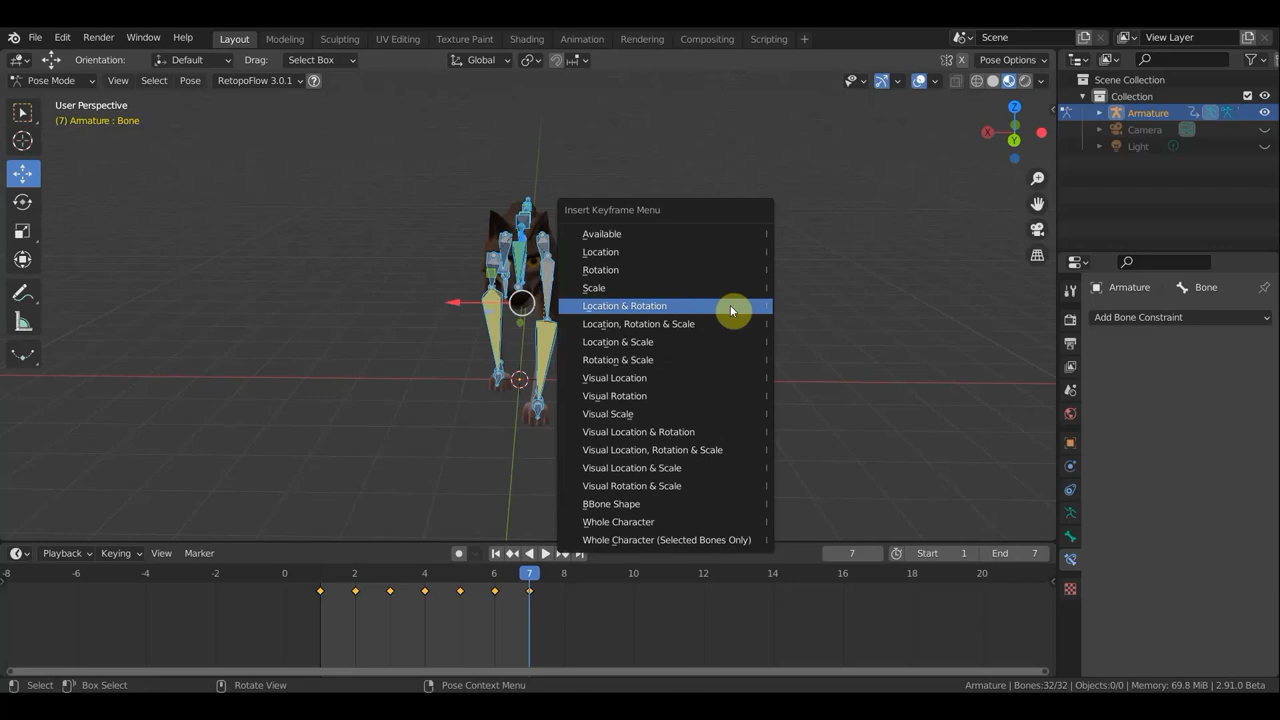 File Edit Render Window Help Layout Modeling Sculpting UV Editing Texture Paint Shading Animation Rendering Compositing Scripting + Scene View Layer
Orientation: Default Drag: Select Box Global Pose Options
Pose Mode View Select Pose RetopoFlow 3.0.1
Scene Collection
Collection
Armature
Camera
Light
User Perspective
(7) Armature : Bone
X
Y
Z
Insert Keyframe Menu
Available
Location
Rotation
Scale
Location & Rotation
Location, Rotation & Scale
Location & Scale
Rotation & Scale
Visual Location
Visual Rotation
Visual Scale
Visual Location & Rotation
Visual Location, Rotation & Scale
Visual Location & Scale
Visual Rotation & Scale
BBone Shape
Whole Character
Whole Character (Selected Bones Only)
Armature Bone
Add Bone Constraint
Playback Keying View Marker 7 Start 1 End 7
-8 -6 -4 -2 0 2 4 6 7 8 10 12 14 16 18 20
Select Box Select Rotate View Pose Context Menu Armature | Bones:32/32 | Objects:0/0 | Memory: 69.8 MiB | 2.91.0 Beta